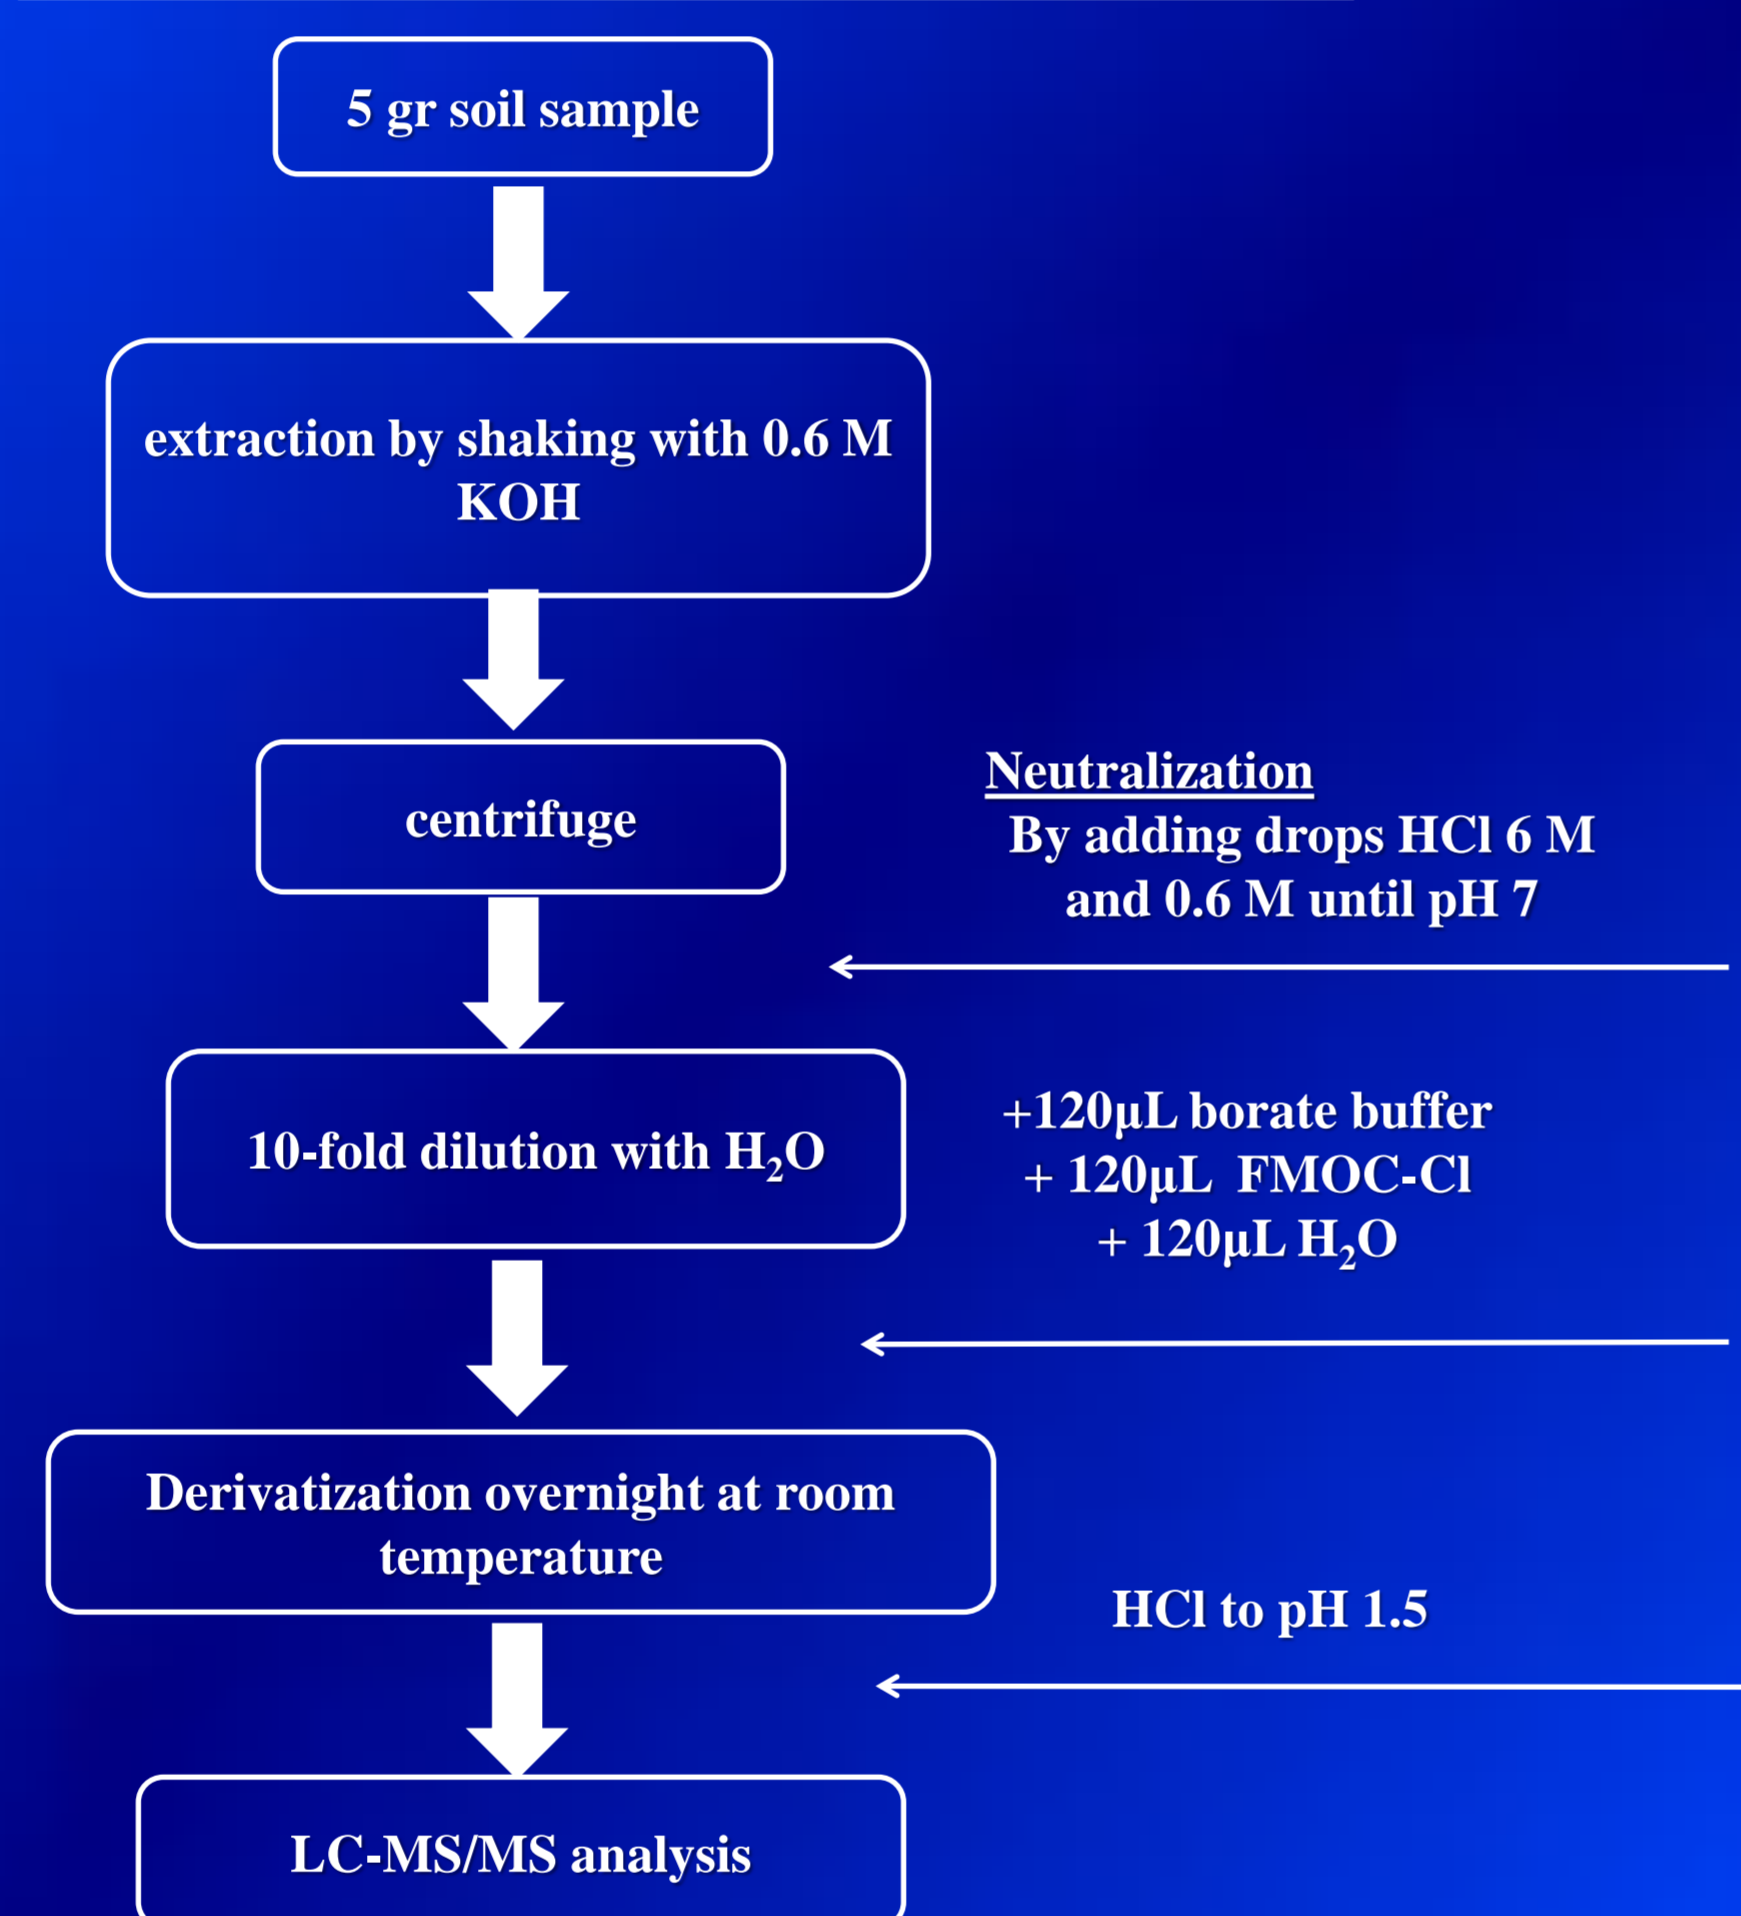 5 gr soil sample
extraction by shaking with 0.6 M
KOH
centrifuge
Neutralization
By adding drops HCl 6 M
and 0.6 M until pH 7
10-fold dilution with H₂O
+120μL borate buffer
+ 120μL FMOC-Cl
+ 120μL H₂O
Derivatization overnight at room
temperature
HCl to pH 1.5
LC-MS/MS analysis